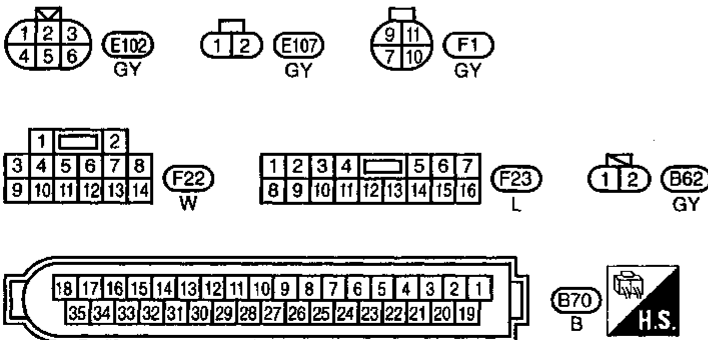 1 2 3
4 5 6
E102
GY
1 2
E107
GY
9 11
7 10
F1
GY
1 2
3 4 5 6 7 8
9 10 11 12 13 14
F22
W
1 2 3 4 5 6 7
8 9 10 11 12 13 14 15 16
F23
L
1 2
B62
GY
18 17 16 15 14 13 12 11 10 9 8 7 6 5 4 3 2 1
35 34 33 32 31 30 29 28 27 26 25 24 23 22 21 20 19
B70
B
H.S.